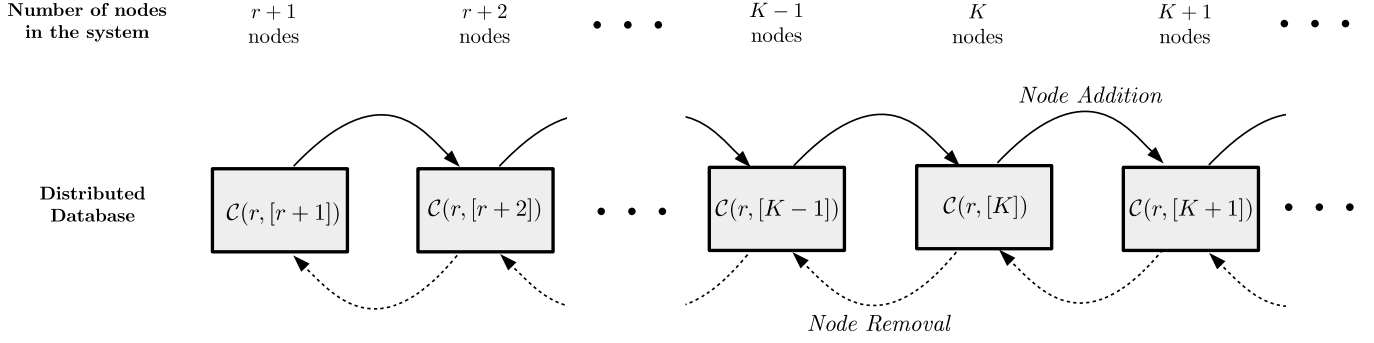 Number of nodes
in the system
r + 1
nodes
r + 2
nodes
• • •
K − 1
nodes
K
nodes
K + 1
nodes
• • •
Node Addition
Distributed
Database
𝒞(r, [r + 1])
𝒞(r, [r + 2])
• • •
𝒞(r, [K − 1])
𝒞(r, [K])
𝒞(r, [K + 1])
• • •
Node Removal